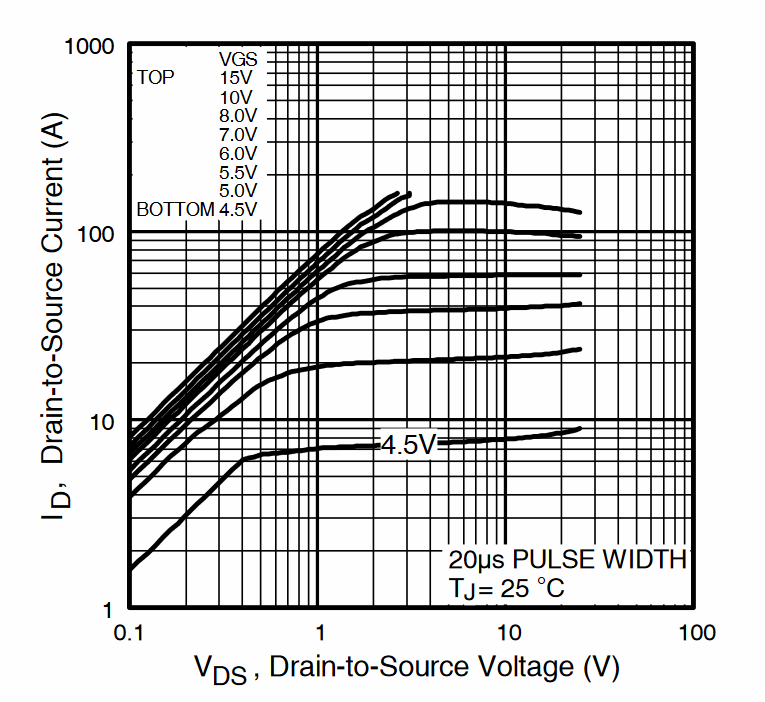 1000
VGS
TOP 15V
10V
8.0V
7.0V
6.0V
5.5V
5.0V
BOTTOM 4.5V
100
10
1
I_D, Drain-to-Source Current (A)
4.5V
20µs PULSE WIDTH
TJ= 25 °C
0.1 1 10 100
VDS , Drain-to-Source Voltage (V)